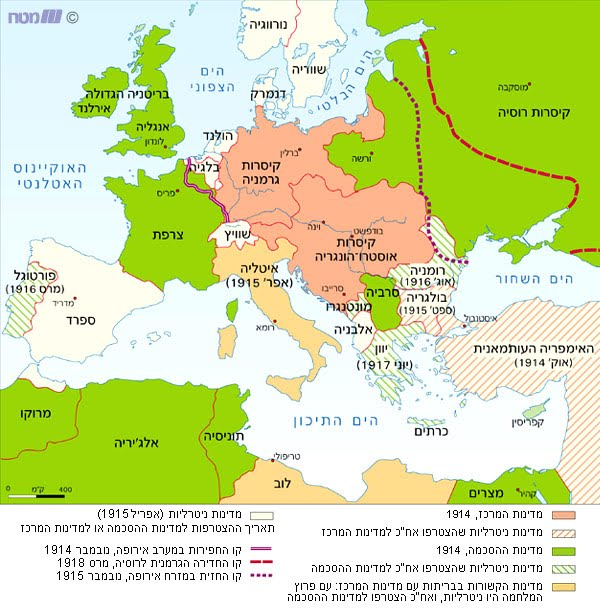 © מטח
נורווגיה
שוודיה
הים
הצפוני
הים הבלטי
דנמרק
בריטניה הגדולה
אירלנד
אנגליה
לונדון
הולנד
בלגיה
מוסקבה
קיסרות רוסיה
ברלין
קיסרות
גרמניה
ורשה
האוקיינוס
האטלנטי
פריס
צרפת
שוויץ
וינה
בודפשט
קיסרות
אוסטרו־הונגריה
איטליה
(אפר' 1915)
סרייבו
סרביה
מונטנגרו
אלבניה
רומניה
(אוג' 1916)
בולגריה
(ספט' 1915)
הים השחור
פורטוגל
(מרס 1916)
מדריד
ספרד
רומא
איסטנבול
האימפריה העות'מאנית
(אוק' 1914)
יוון
(יוני 1917)
הים התיכון
כרתים
קפריסין
מרוקו
אלג'יריה
תוניסיה
טריפולי
לוב
מצרים
קהיר
400 ק"מ 0
מדינות המרכז, 1914
מדינות ניטרליות שהצטרפו אח"כ למדינות המרכז
מדינות ההסכמה, 1914
מדינות ניטרליות שהצטרפו אח"כ למדינות ההסכמה
מדינות הקשורות בבריתות עם מדינות המרכז: עם פרוץ
המלחמה היו ניטרליות, ואח"כ הצטרפו למדינות ההסכמה
מדינות ניטרליות (אפריל 1915)
תאריך ההצטרפות למדינות ההסכמה או למדינות המרכז
קו החפירות במערב אירופה, נובמבר 1914
קו החדירה הגרמנית לרוסיה, מרס 1918
קו החזית במזרח אירופה, נובמבר 1915